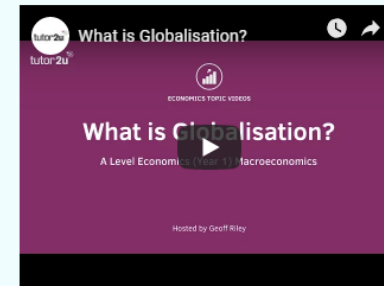 tutor2u
What is Globalisation?
tutor2u
ECONOMICS TOPIC VIDEOS
What is Globalisation?
A Level Economics (Year 1) Macroeconomics
Hosted by Geoff Riley